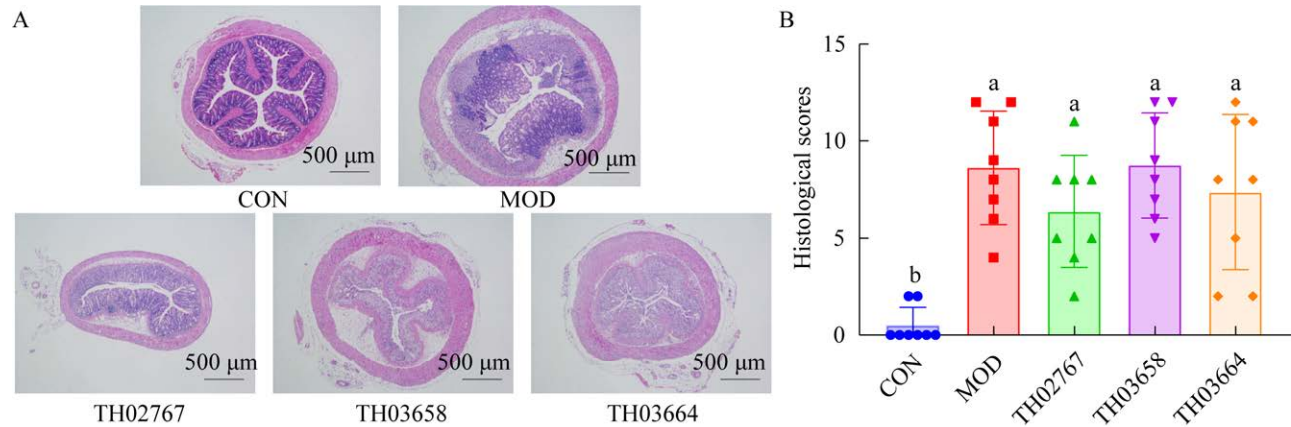 A
500 μm
CON
500 μm
MOD
500 μm
TH02767
500 μm
TH03658
500 μm
TH03664
B
Histological scores
15
10
5
0
b
a
a
a
a
CON
MOD
TH02767
TH03658
TH03664